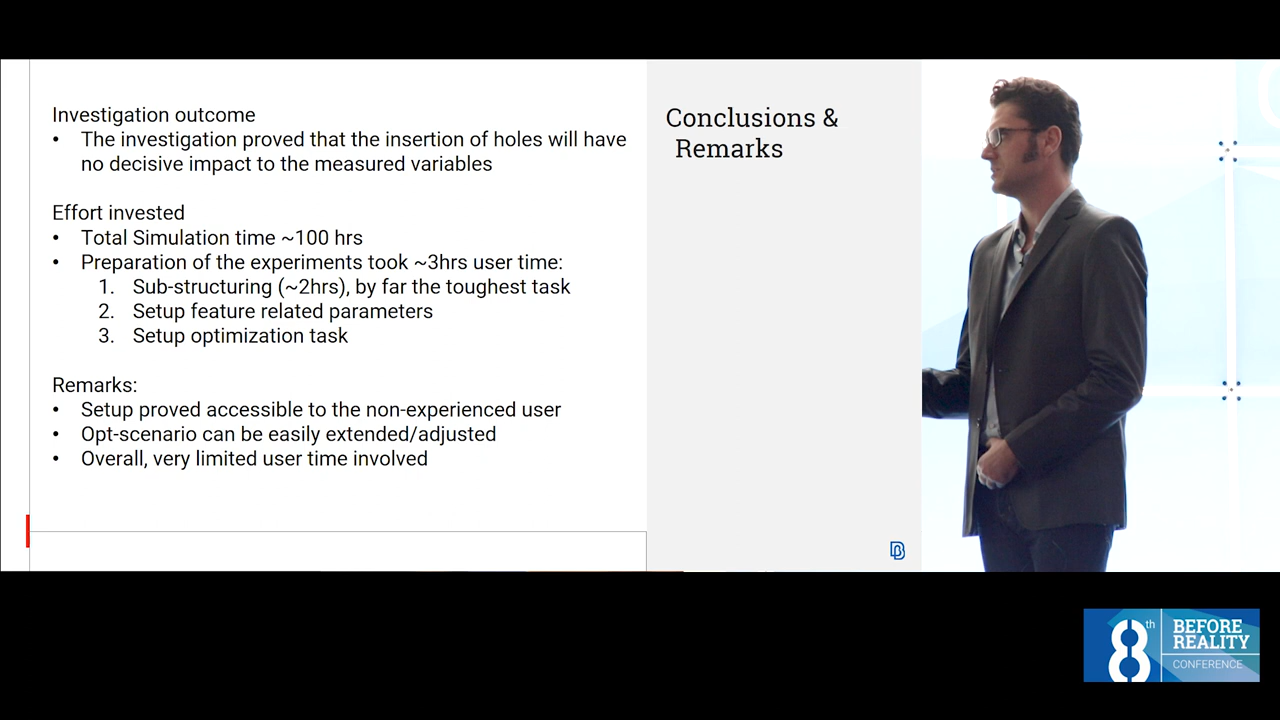 Investigation outcome
• The investigation proved that the insertion of holes will have
no decisive impact to the measured variables
Effort invested
• Total Simulation time ~100 hrs
• Preparation of the experiments took ~3hrs user time:
1. Sub-structuring (~2hrs), by far the toughest task
2. Setup feature related parameters
3. Setup optimization task
Remarks:
• Setup proved accessible to the non-experienced user
• Opt-scenario can be easily extended/adjusted
• Overall, very limited user time involved
Conclusions &
Remarks
8th
BEFORE
REALITY
CONFERENCE